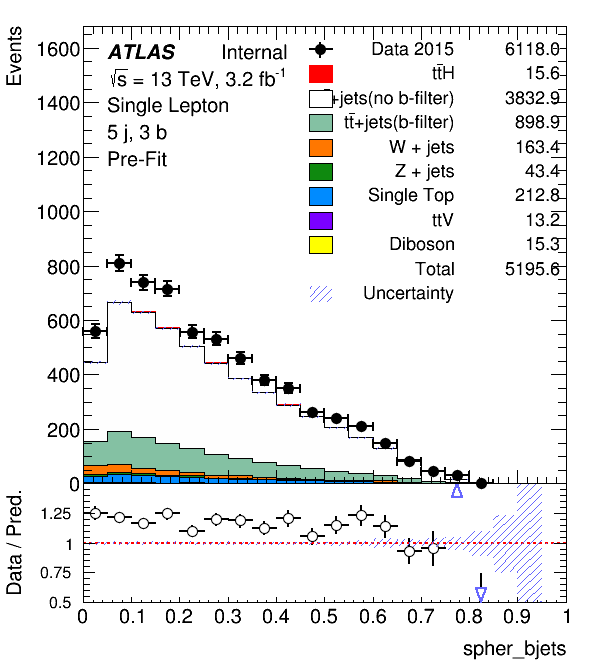 Events
1600
1400
1200
1000
800
600
400
200
0
ATLAS Internal
√s = 13 TeV, 3.2 fb⁻¹
Single Lepton
5 j, 3 b
Pre-Fit
Data 2015 6118.0
tt̄H 15.6
+jets(no b-filter) 3832.9
tt̄+jets(b-filter) 898.9
W + jets 163.4
Z + jets 43.4
Single Top 212.8
ttV 13.2
Diboson 15.3
Total 5195.6
Uncertainty
Data / Pred.
1.25
1
0.75
0.5
0 0.1 0.2 0.3 0.4 0.5 0.6 0.7 0.8 0.9 1
spher_bjets